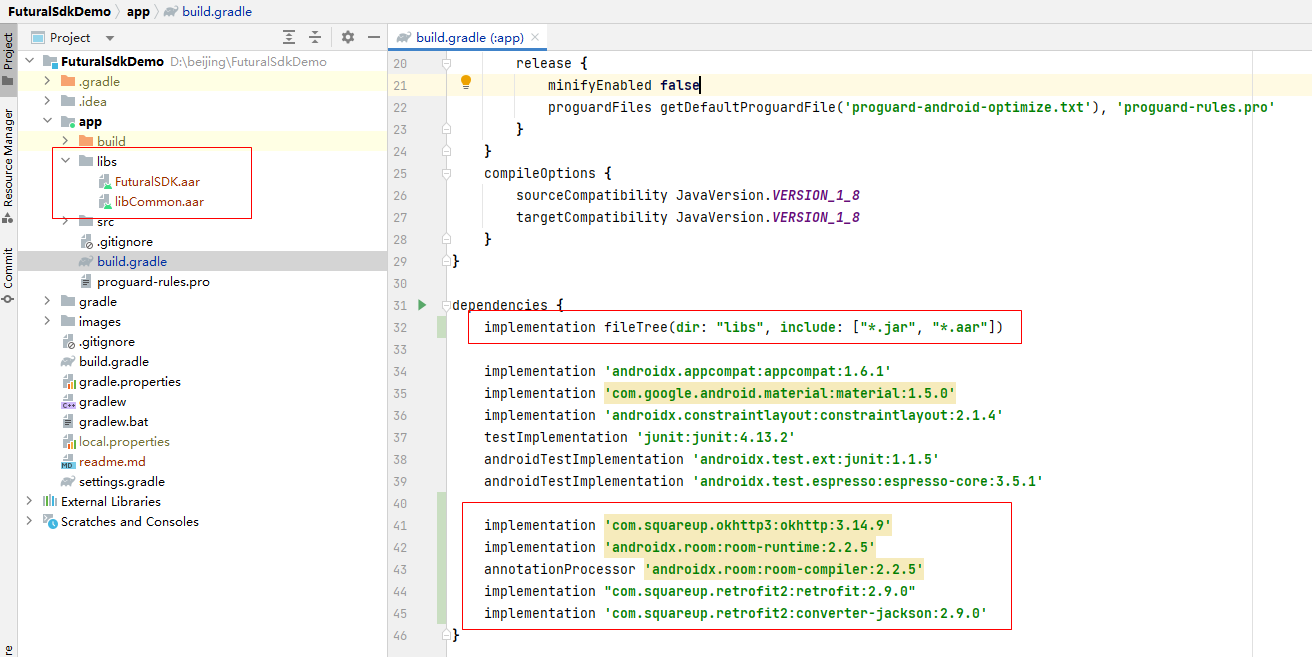 FuturalSdkDemo app build.gradle
Project
build.gradle (:app)
Project
Resource Manager
Commit
FuturalSdkDemo D:\beijing\FuturalSdkDemo
.gradle
.idea
app
build
libs
FuturalSDK.aar
libCommon.aar
src
.gitignore
build.gradle
proguard-rules.pro
gradle
images
.gitignore
build.gradle
gradle.properties
gradlew
gradlew.bat
local.properties
readme.md
settings.gradle
External Libraries
Scratches and Consoles
20 release {
21 minifyEnabled false
22 proguardFiles getDefaultProguardFile('proguard-android-optimize.txt'), 'proguard-rules.pro'
23 }
24 }
25 compileOptions {
26 sourceCompatibility JavaVersion.VERSION_1_8
27 targetCompatibility JavaVersion.VERSION_1_8
28 }
29 }
30
31 dependencies {
32 implementation fileTree(dir: "libs", include: ["*.jar", "*.aar"])
33
34 implementation 'androidx.appcompat:appcompat:1.6.1'
35 implementation 'com.google.android.material:material:1.5.0'
36 implementation 'androidx.constraintlayout:constraintlayout:2.1.4'
37 testImplementation 'junit:junit:4.13.2'
38 androidTestImplementation 'androidx.test.ext:junit:1.1.5'
39 androidTestImplementation 'androidx.test.espresso:espresso-core:3.5.1'
40
41 implementation 'com.squareup.okhttp3:okhttp:3.14.9'
42 implementation 'androidx.room:room-runtime:2.2.5'
43 annotationProcessor 'androidx.room:room-compiler:2.2.5'
44 implementation "com.squareup.retrofit2:retrofit:2.9.0"
45 implementation 'com.squareup.retrofit2:converter-jackson:2.9.0'
46 }